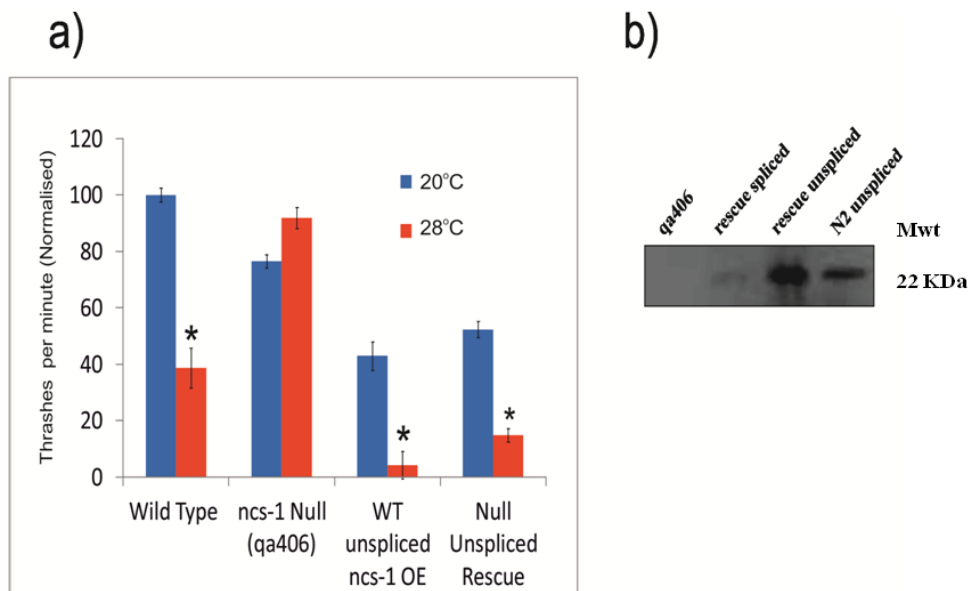 a)
Thrashes per minute (Normalised)
120
100
80
60
40
20
0
20°C
28°C
*
*
*
Wild Type
ncs-1 Null
(qa406)
WT
unspliced
ncs-1 OE
Null
Unspliced
Rescue
b)
qa406
rescue spliced
rescue unspliced
N2 unspliced
Mwt
22 KDa